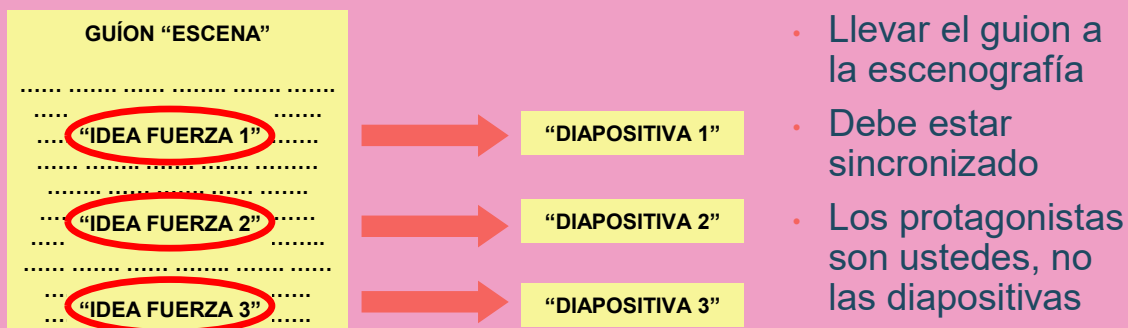 GUÍON “ESCENA”
…… ……. …… …….. ……. …….
….. …….
…. “IDEA FUERZA 1” …….
…… …….. ……. ……. ………
…….. …… ……. …… …….
…. “IDEA FUERZA 2” ……
….. ……..
…… ……. …… …….. ……. ……
… “IDEA FUERZA 3” ……
… ……
“DIAPOSITIVA 1”
“DIAPOSITIVA 2”
“DIAPOSITIVA 3”
• Llevar el guion a
la escenografía
• Debe estar
sincronizado
• Los protagonistas
son ustedes, no
las diapositivas